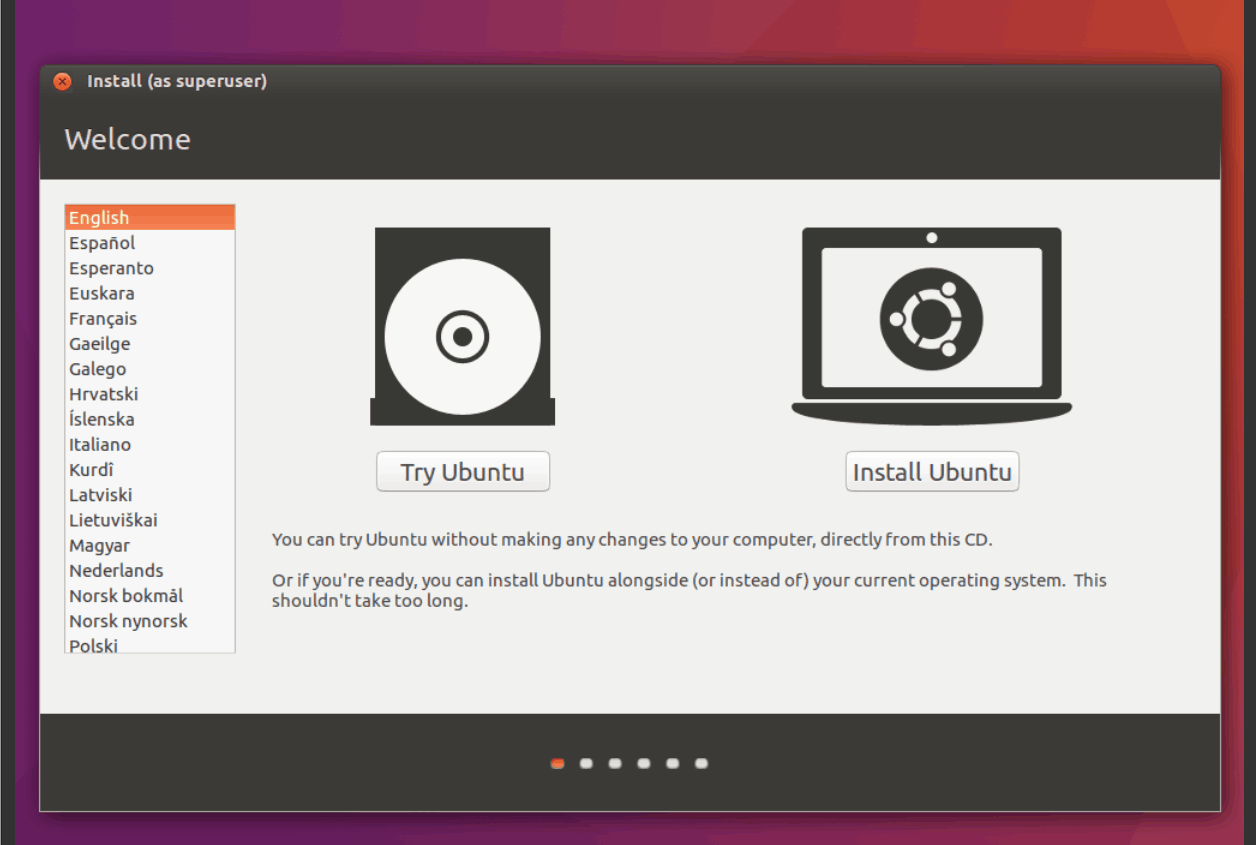 Install (as superuser)
Welcome
English
Español
Esperanto
Euskara
Français
Gaeilge
Galego
Hrvatski
Íslenska
Italiano
Kurdî
Latviski
Lietuviškai
Magyar
Nederlands
Norsk bokmål
Norsk nynorsk
Polski
Try Ubuntu
Install Ubuntu
You can try Ubuntu without making any changes to your computer, directly from this CD.
Or if you're ready, you can install Ubuntu alongside (or instead of) your current operating system.  This
shouldn't take too long.